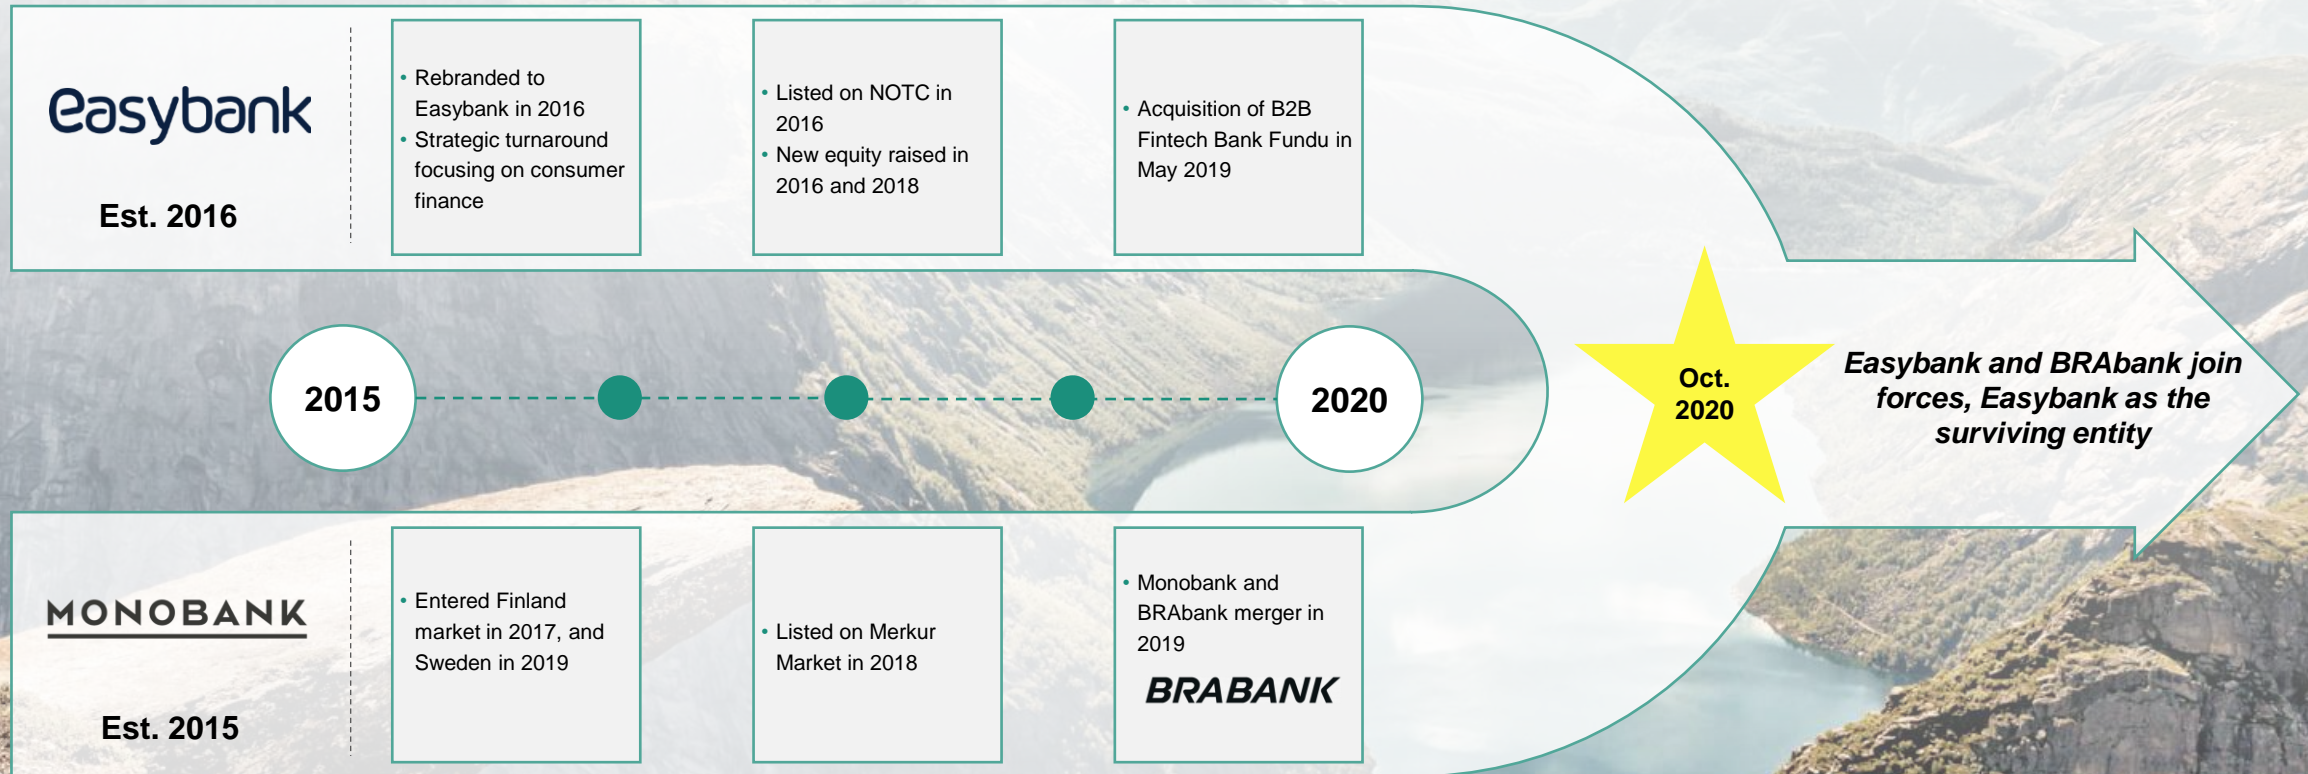 easybank
Est. 2016
• Rebranded to
Easybank in 2016
• Strategic turnaround
focusing on consumer
finance
• Listed on NOTC in
2016
• New equity raised in
2016 and 2018
• Acquisition of B2B
Fintech Bank Fundu in
May 2019
2015
2020
Oct.
2020
Easybank and BRAbank join
forces, Easybank as the
surviving entity
MONOBANK
Est. 2015
• Entered Finland
market in 2017, and
Sweden in 2019
• Listed on Merkur
Market in 2018
• Monobank and
BRAbank merger in
2019
BRABANK